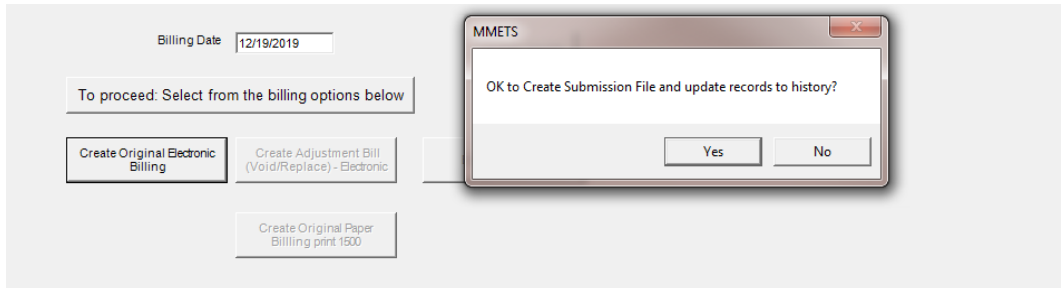 Billing Date 12/19/2019
MMETS
OK to Create Submission File and update records to history?
Yes No
To proceed: Select from the billing options below
Create Original Electronic
Billing
Create Adjustment Bill
(Void/Replace) - Electronic
Create Original Paper
Billling print 1500